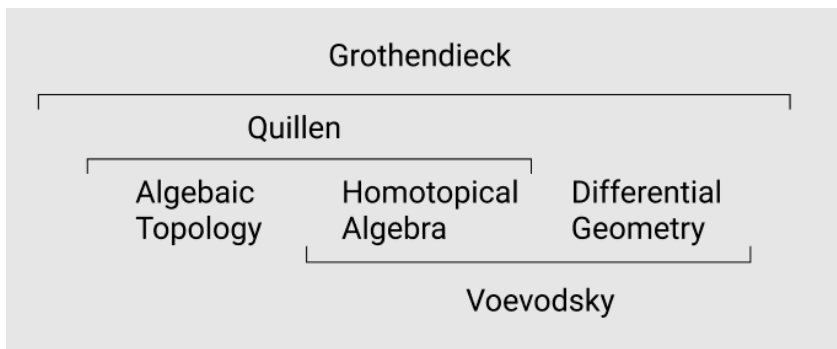 Grothendieck
Quillen
Algebaic Homotopical Differential
Topology Algebra Geometry
Voevodsky